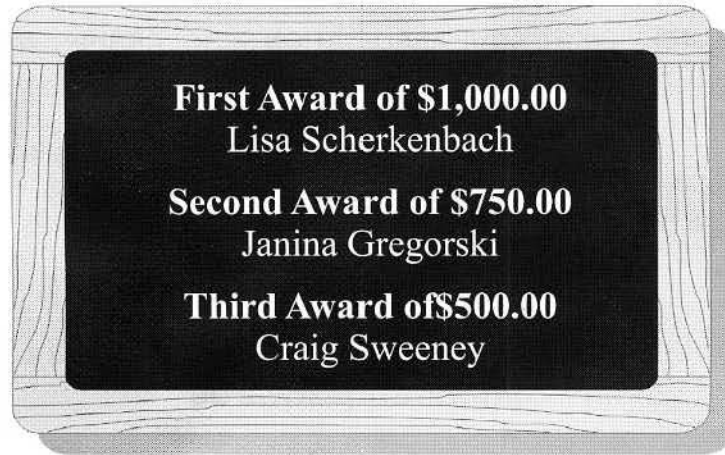 First Award of $1,000.00
Lisa Scherkenbach
Second Award of $750.00
Janina Gregorski
Third Award of$500.00
Craig Sweeney